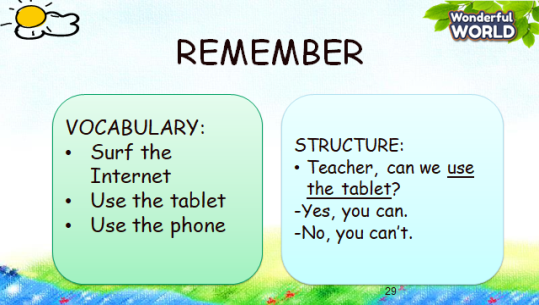 Wonderful
WORLD
REMEMBER
VOCABULARY:
• Surf the
Internet
• Use the tablet
• Use the phone
STRUCTURE:
• Teacher, can we use
the tablet?
-Yes, you can.
-No, you can't.
29